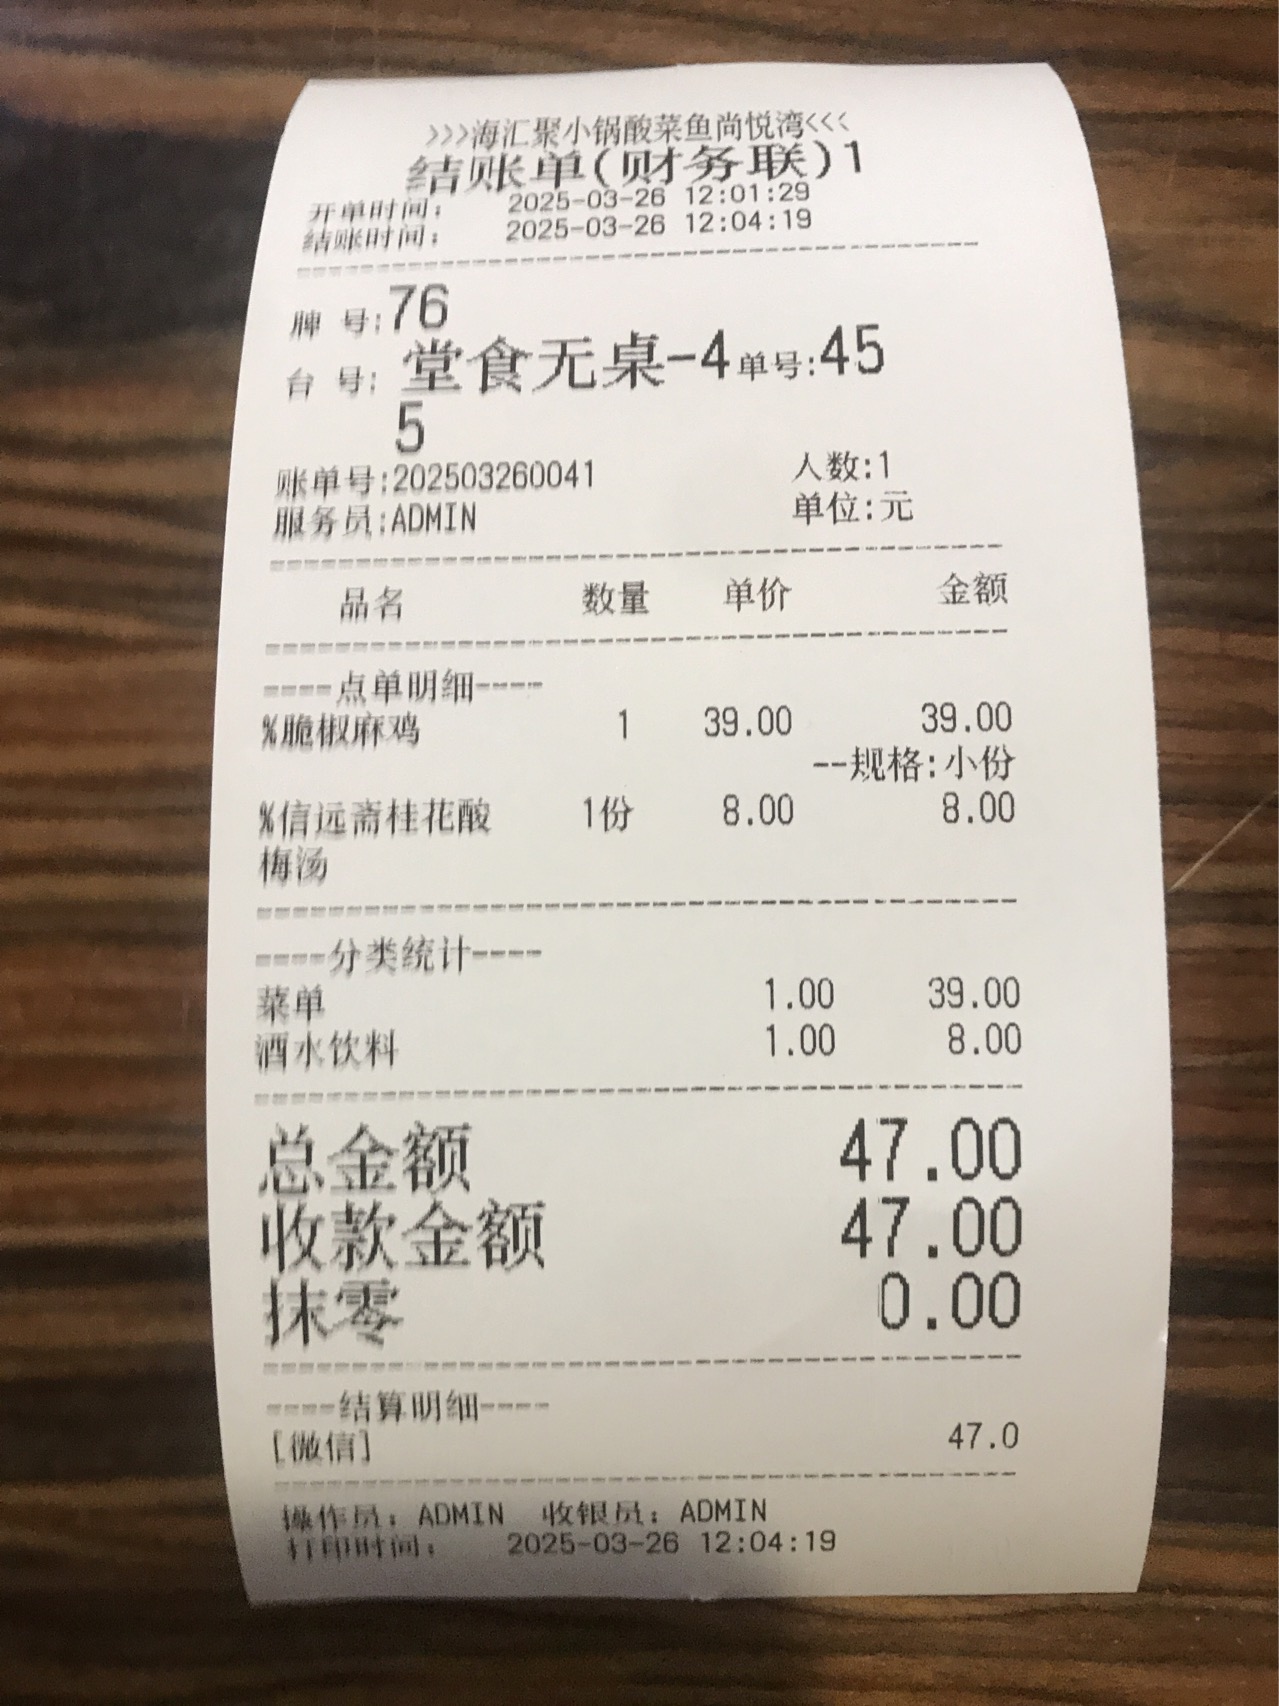 >>>海汇聚小锅酸菜鱼尚悦湾<<<
结账单(财务联)1
开单时间: 2025-03-26 12:01:29
结账时间: 2025-03-26 12:04:19
牌 号:76
台 号: 堂食无桌-4单号:45
5
账单号:202503260041 人数:1
服务员:ADMIN 单位:元
品名 数量 单价 金额
----点单明细----
%脆椒麻鸡 1 39.00 39.00
--规格:小份
%信远斋桂花酸 1份 8.00 8.00
梅汤
----分类统计----
菜单 1.00 39.00
酒水饮料 1.00 8.00
总金额 47.00
收款金额 47.00
抹零 0.00
----结算明细----
[微信] 47.0
操作员: ADMIN 收银员: ADMIN
打印时间: 2025-03-26 12:04:19